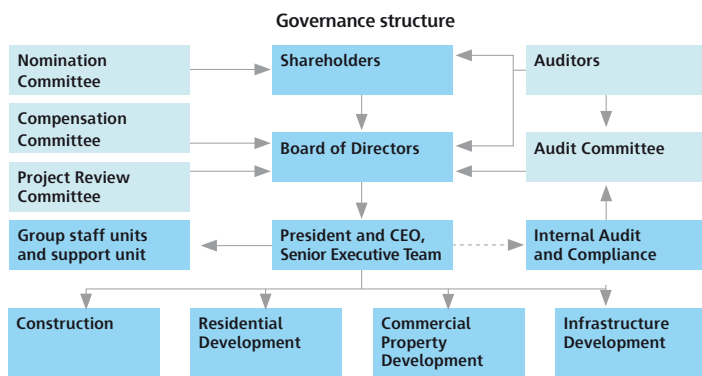 Governance structure
Nomination
Committee
Shareholders
Auditors
Compensation
Committee
Board of Directors
Audit Committee
Project Review
Committee
Group staff units
and support unit
President and CEO,
Senior Executive Team
Internal Audit
and Compliance
Construction
Residential
Development
Commercial
Property
Development
Infrastructure
Development